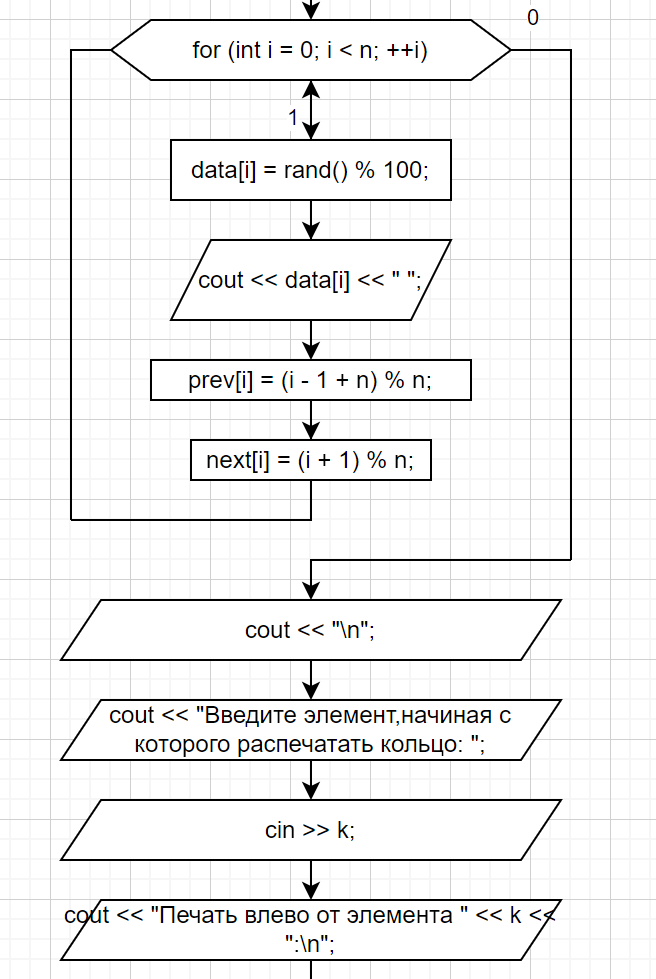 0
for (int i = 0; i < n; ++i)
1
data[i] = rand() % 100;
cout << data[i] << " ";
prev[i] = (i - 1 + n) % n;
next[i] = (i + 1) % n;
cout << "\n";
cout << "Введите элемент,начиная с
которого распечатать кольцо: ";
cin >> k;
cout << "Печать влево от элемента " << k <<
":\n";